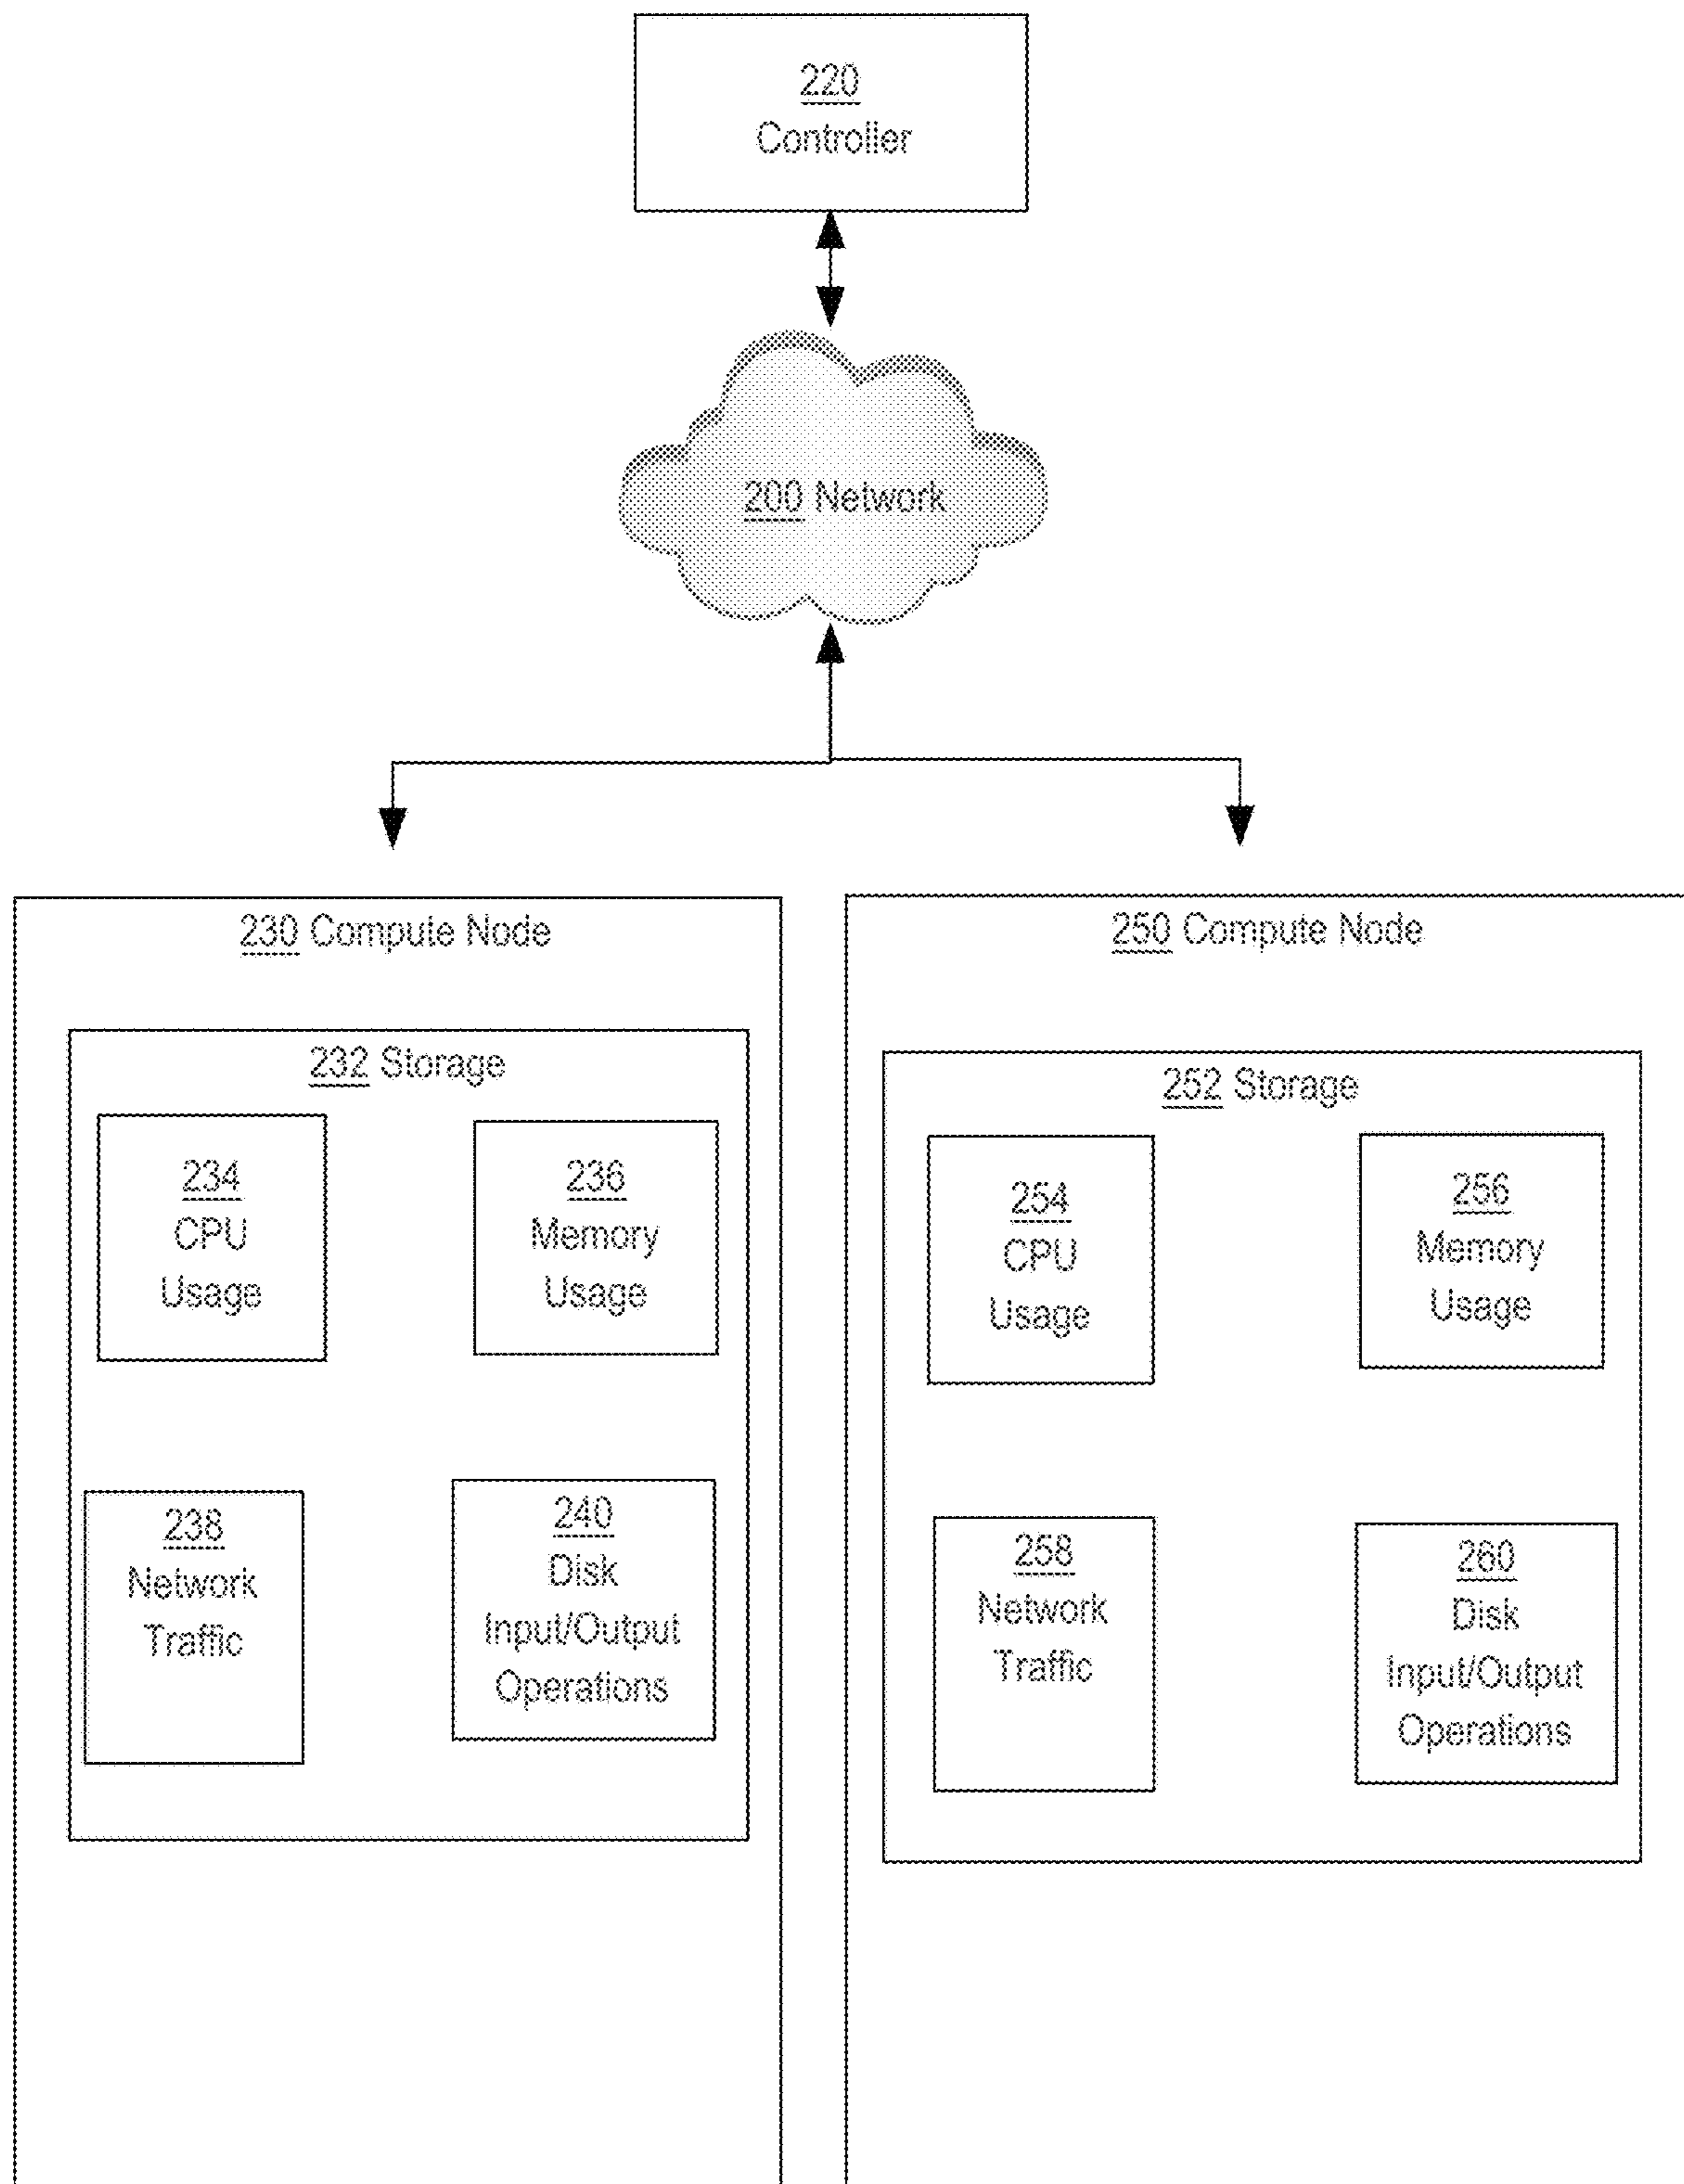 220
Controller
200 Network
230 Compute Node
232 Storage
234
CPU
Usage
236
Memory
Usage
238
Network
Traffic
240
Disk
Input/Output
Operations
250 Compute Node
252 Storage
254
CPU
Usage
256
Memory
Usage
258
Network
Traffic
260
Disk
Input/Output
Operations